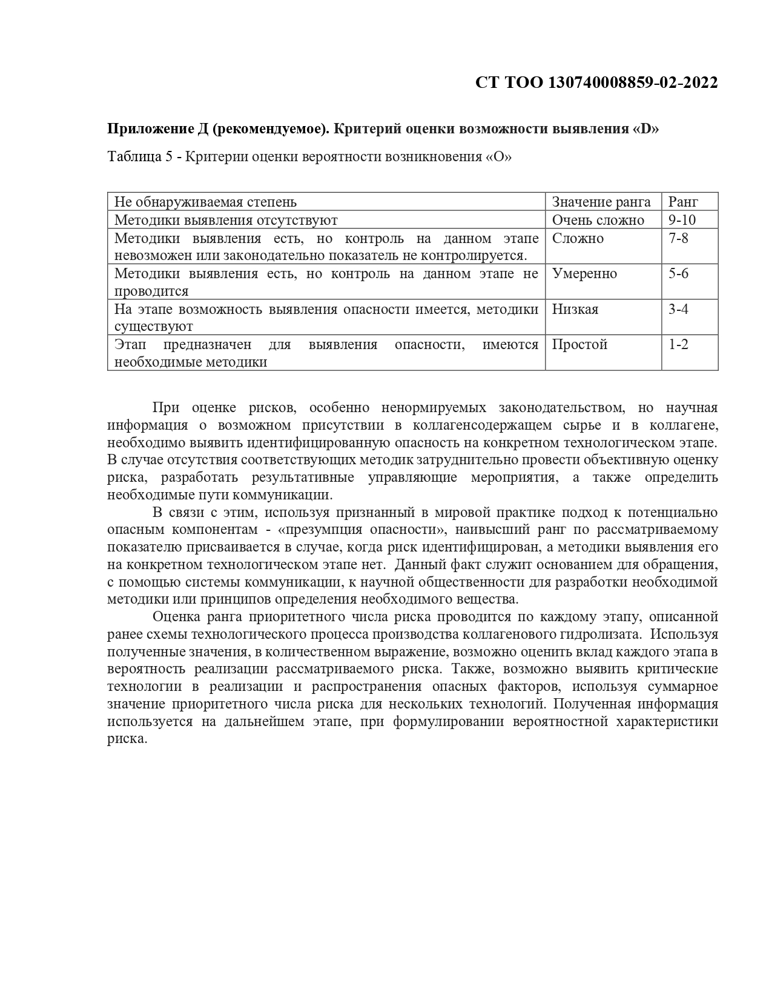 СТ ТОО 130740008859-02-2022
Приложение Д (рекомендуемое). Критерий оценки возможности выявления «D»
Таблица 5 - Критерии оценки вероятности возникновения «О»
Не обнаруживаемая степень Значение ранга Ранг
Методики выявления отсутствуют Очень сложно 9-10
Методики выявления есть, но контроль на данном этапе Сложно 7-8
невозможен или законодательно показатель не контролируется.
Методики выявления есть, но контроль на данном этапе не Умеренно 5-6
проводится
На этапе возможность выявления опасности имеется, методики Низкая 3-4
существуют
Этап предназначен для выявления опасности, имеются Простой 1-2
необходимые методики
При оценке рисков, особенно ненормируемых законодательством, но научная
информация о возможном присутствии в коллагенсодержащем сырье и в коллагене,
необходимо выявить идентифицированную опасность на конкретном технологическом этапе.
В случае отсутствия соответствующих методик затруднительно провести объективную оценку
риска, разработать результативные управляющие мероприятия, а также определить
необходимые пути коммуникации.
В связи с этим, используя признанный в мировой практике подход к потенциально
опасным компонентам - «презумпция опасности», наивысший ранг по рассматриваемому
показателю присваивается в случае, когда риск идентифицирован, а методики выявления его
на конкретном технологическом этапе нет. Данный факт служит основанием для обращения,
с помощью системы коммуникации, к научной общественности для разработки необходимой
методики или принципов определения необходимого вещества.
Оценка ранга приоритетного числа риска проводится по каждому этапу, описанной
ранее схемы технологического процесса производства коллагенового гидролизата. Используя
полученные значения, в количественном выражение, возможно оценить вклад каждого этапа в
вероятность реализации рассматриваемого риска. Также, возможно выявить критические
технологии в реализации и распространения опасных факторов, используя суммарное
значение приоритетного числа риска для нескольких технологий. Полученная информация
используется на дальнейшем этапе, при формулировании вероятностной характеристики
риска.